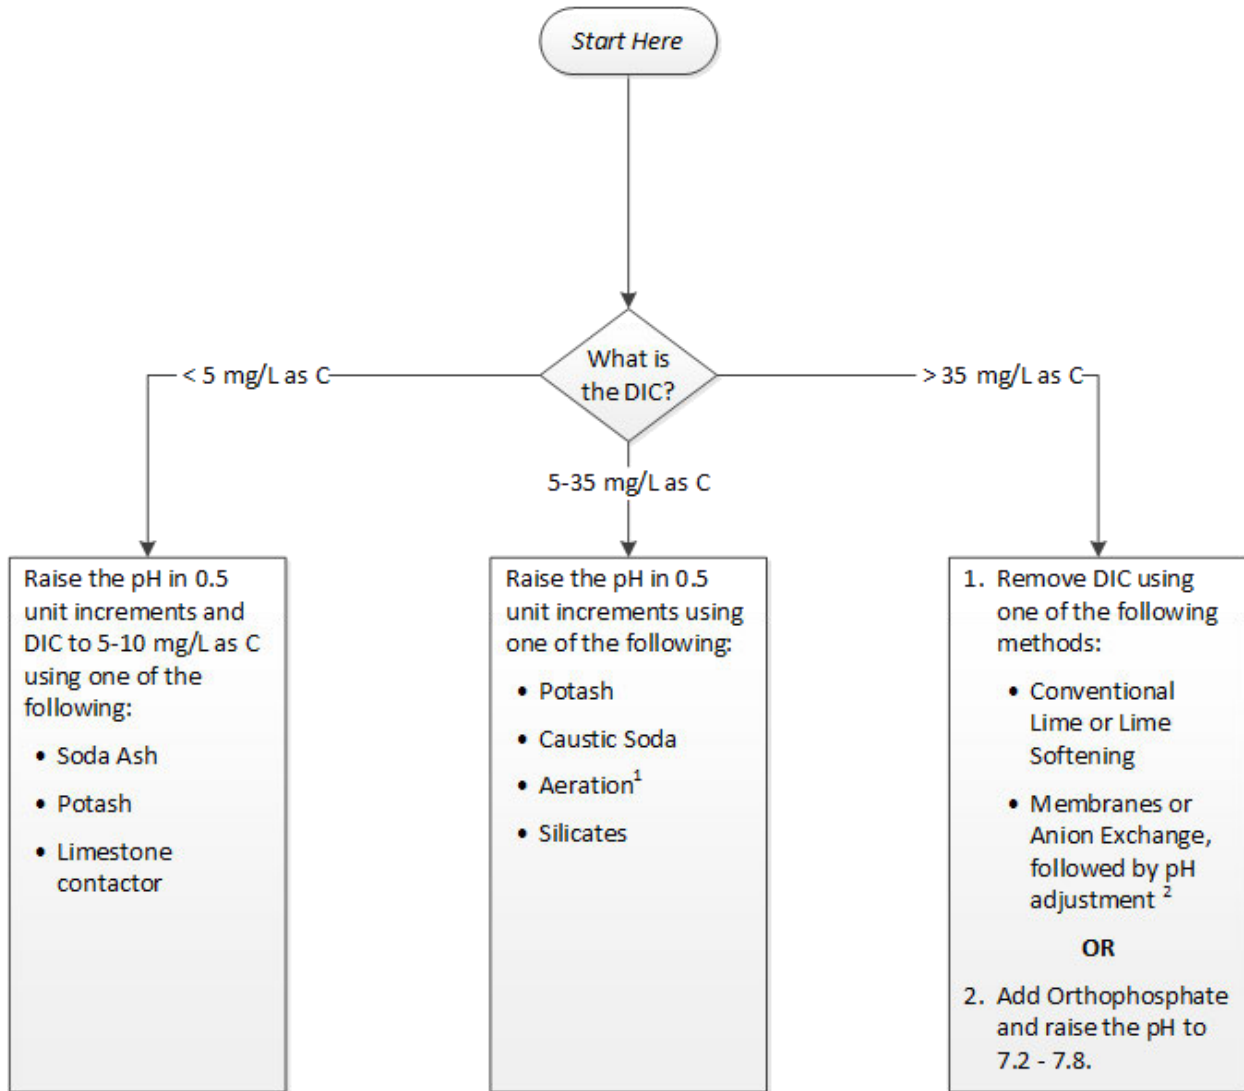 Start Here
What is
the DIC?
< 5 mg/L as C
> 35 mg/L as C
5-35 mg/L as C
Raise the pH in 0.5
unit increments and
DIC to 5-10 mg/L as C
using one of the
following:
• Soda Ash
• Potash
• Limestone
contactor
Raise the pH in 0.5
unit increments using
one of the following:
• Potash
• Caustic Soda
• Aeration¹
• Silicates
1. Remove DIC using
one of the following
methods:
• Conventional
Lime or Lime
Softening
• Membranes or
Anion Exchange,
followed by pH
adjustment ²
OR
2. Add Orthophosphate
and raise the pH to
7.2 - 7.8.